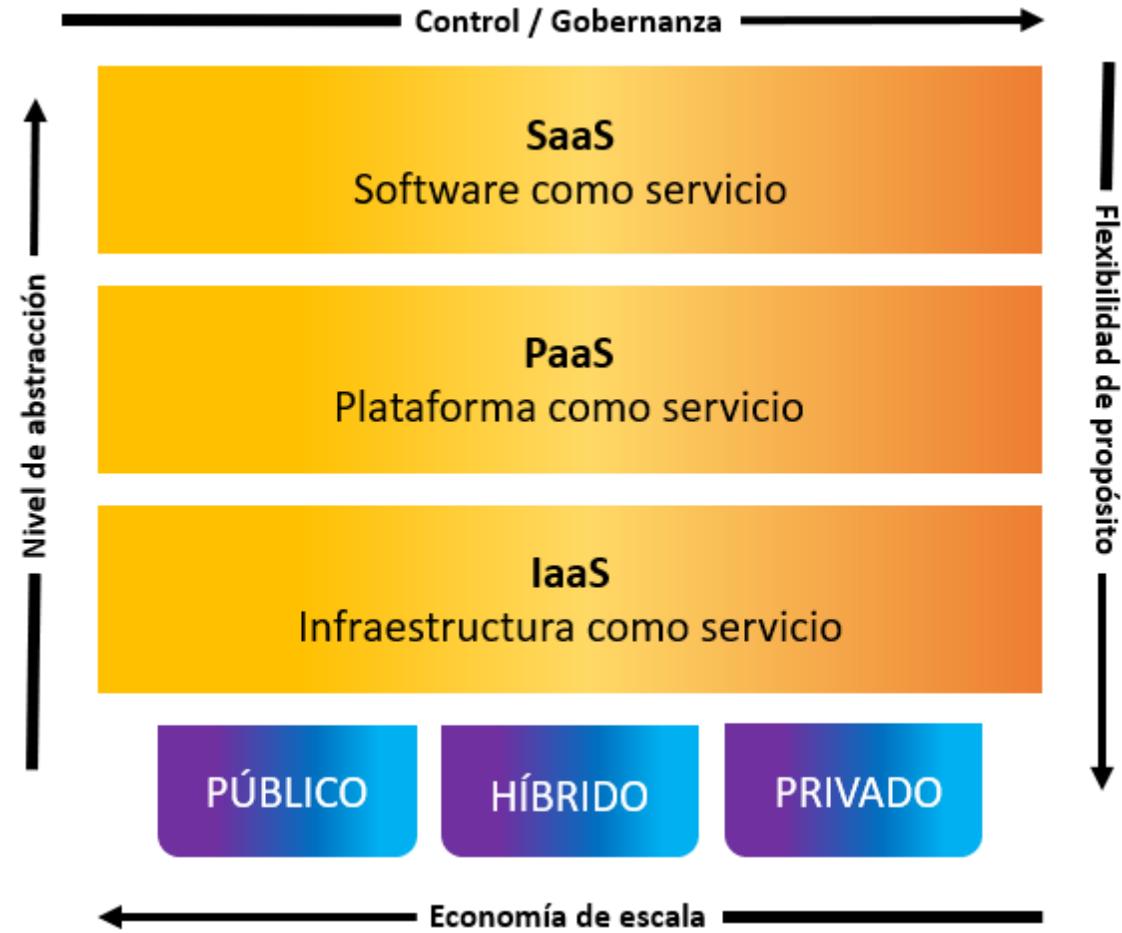 Control / Gobernanza
SaaS
Software como servicio
PaaS
Plataforma como servicio
IaaS
Infraestructura como servicio
Nivel de abstracción
Flexibilidad de propósito
PÚBLICO
HÍBRIDO
PRIVADO
Economía de escala